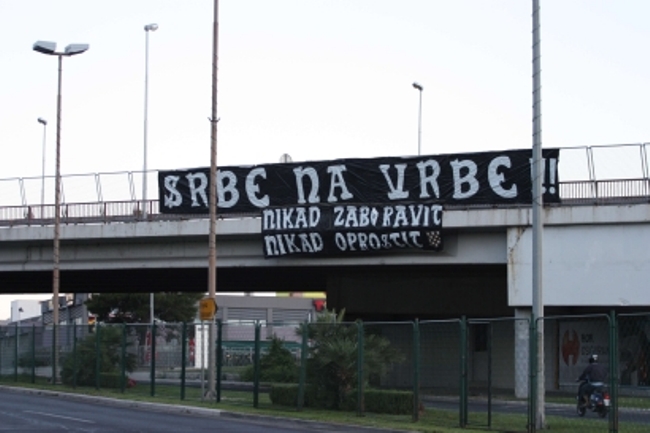 SRBE NA VRBE!!
NIKAD ZABORAVIT
NIKAD OPROSTIT